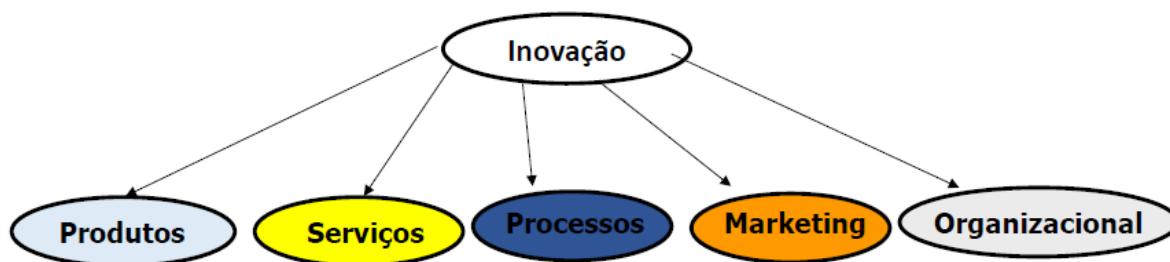 Inovação
Produtos
Serviços
Processos
Marketing
Organizacional